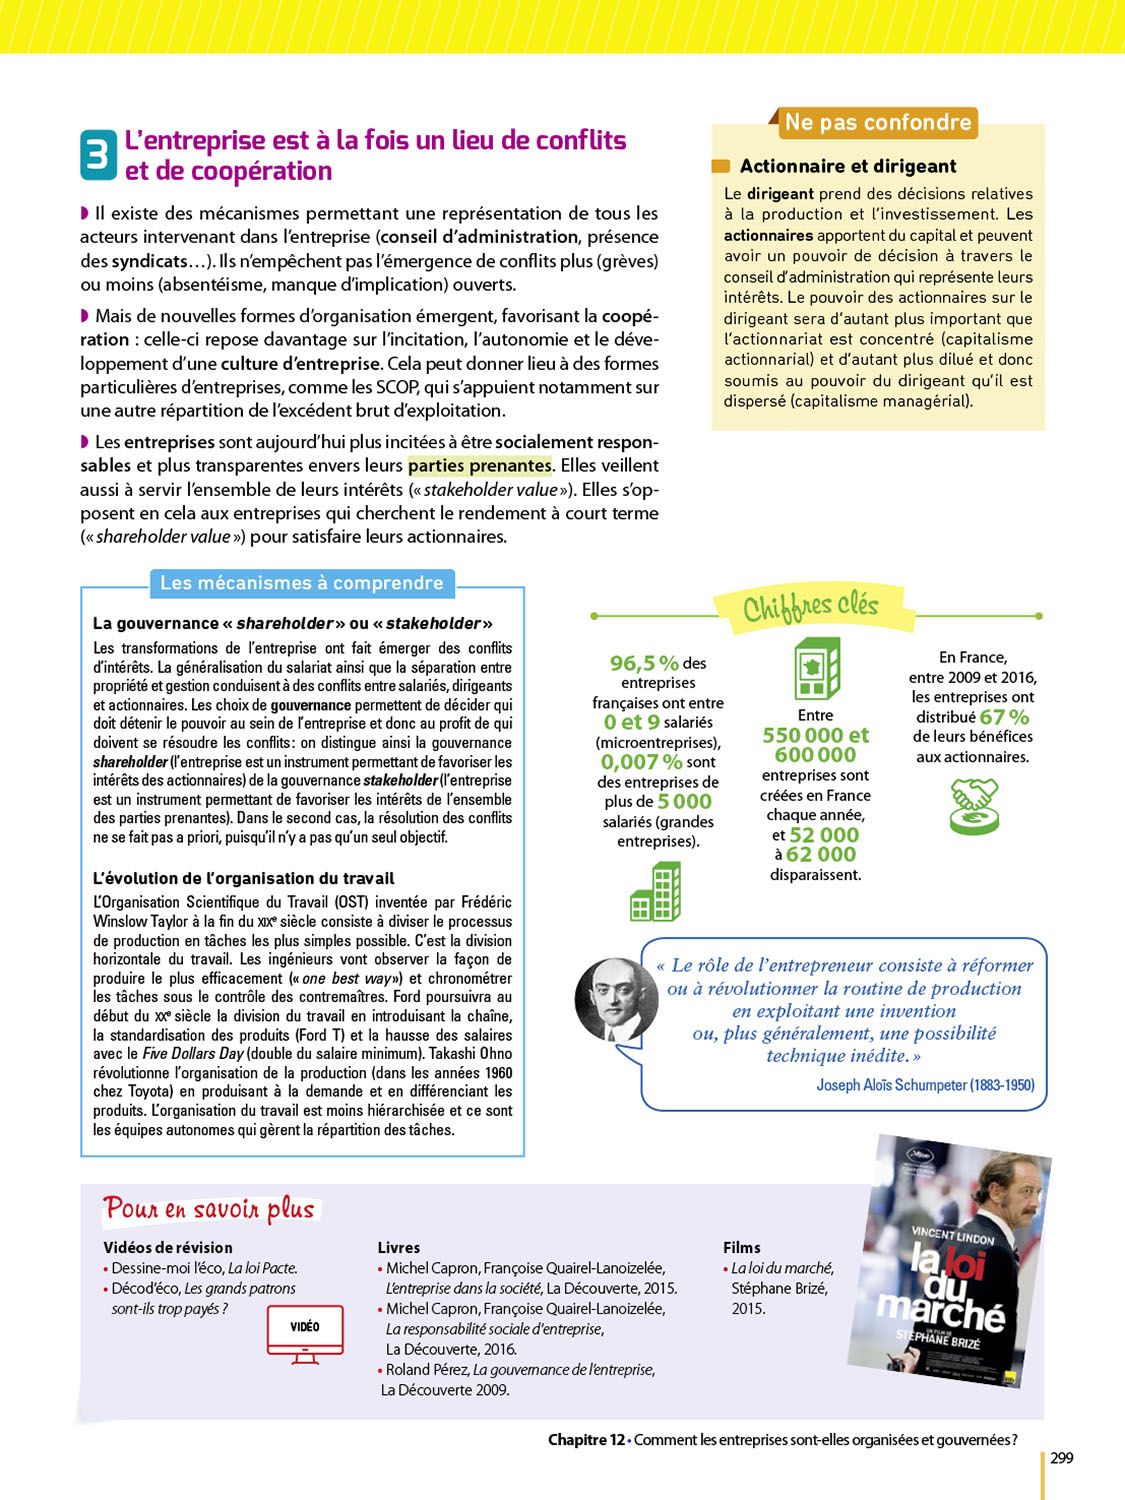 3
L'entreprise est à la fois un lieu de conflits
et de coopération
◗ Il existe des mécanismes permettant une représentation de tous les
acteurs intervenant dans l'entreprise (conseil d'administration, présence
des syndicats…). Ils n'empêchent pas l'émergence de conflits plus (grèves)
ou moins (absentéisme, manque d'implication) ouverts.
◗ Mais de nouvelles formes d'organisation émergent, favorisant la coopé-
ration : celle-ci repose davantage sur l'incitation, l'autonomie et le déve-
loppement d'une culture d'entreprise. Cela peut donner lieu à des formes
particulières d'entreprises, comme les SCOP, qui s'appuient notamment sur
une autre répartition de l'excédent brut d'exploitation.
◗ Les entreprises sont aujourd'hui plus incitées à être socialement respon-
sables et plus transparentes envers leurs parties prenantes. Elles veillent
aussi à servir l'ensemble de leurs intérêts (« stakeholder value »). Elles s'op-
posent en cela aux entreprises qui cherchent le rendement à court terme
(« shareholder value ») pour satisfaire leurs actionnaires.
Ne pas confondre
Actionnaire et dirigeant
Le dirigeant prend des décisions relatives
à la production et l'investissement. Les
actionnaires apportent du capital et peuvent
avoir un pouvoir de décision à travers le
conseil d'administration qui représente leurs
intérêts. Le pouvoir des actionnaires sur le
dirigeant sera d'autant plus important que
l'actionnariat est concentré (capitalisme
actionnarial) et d'autant plus dilué et donc
soumis au pouvoir du dirigeant qu'il est
dispersé (capitalisme managérial).
Les mécanismes à comprendre
La gouvernance « shareholder » ou « stakeholder »
Les transformations de l'entreprise ont fait émerger des conflits
d'intérêts. La généralisation du salariat ainsi que la séparation entre
propriété et gestion conduisent à des conflits entre salariés, dirigeants
et actionnaires. Les choix de gouvernance permettent de décider qui
doit détenir le pouvoir au sein de l'entreprise et donc au profit de qui
doivent se résoudre les conflits : on distingue ainsi la gouvernance
shareholder (l'entreprise est un instrument permettant de favoriser les
intérêts des actionnaires) de la gouvernance stakeholder (l'entreprise
est un instrument permettant de favoriser les intérêts de l'ensemble
des parties prenantes). Dans le second cas, la résolution des conflits
ne se fait pas a priori, puisqu'il n'y a pas qu'un seul objectif.
L'évolution de l'organisation du travail
L'Organisation Scientifique du Travail (OST) inventée par Frédéric
Winslow Taylor à la fin du XIXe siècle consiste à diviser le processus
de production en tâches les plus simples possible. C'est la division
horizontale du travail. Les ingénieurs vont observer la façon de
produire le plus efficacement (« one best way ») et chronométrer
les tâches sous le contrôle des contremaîtres. Ford poursuivra au
début du XXe siècle la division du travail en introduisant la chaîne,
la standardisation des produits (Ford T) et la hausse des salaires
avec le Five Dollars Day (double du salaire minimum). Takashi Ohno
révolutionne l'organisation de la production (dans les années 1960
chez Toyota) en produisant à la demande et en différenciant les
produits. L'organisation du travail est moins hiérarchisée et ce sont
les équipes autonomes qui gèrent la répartition des tâches.
Chiffres clés
96,5 % des
entreprises
françaises ont entre
0 et 9 salariés
(microentreprises),
0,007 % sont
des entreprises de
plus de 5 000
salariés (grandes
entreprises).
Entre
550 000 et
600 000
entreprises sont
créées en France
chaque année,
et 52 000
à 62 000
disparaissent.
En France,
entre 2009 et 2016,
les entreprises ont
distribué 67 %
de leurs bénéfices
aux actionnaires.
€
« Le rôle de l'entrepreneur consiste à réformer
ou à révolutionner la routine de production
en exploitant une invention
ou, plus généralement, une possibilité
technique inédite. »
Joseph Aloïs Schumpeter (1883-1950)
Pour en savoir plus
Vidéos de révision
• Dessine-moi l'éco, La loi Pacte.
• Décod'éco, Les grands patrons
sont-ils trop payés ?
VIDÉO
Livres
• Michel Capron, Françoise Quairel-Lanoizelée,
L'entreprise dans la société, La Découverte, 2015.
• Michel Capron, Françoise Quairel-Lanoizelée,
La responsabilité sociale d'entreprise,
La Découverte, 2016.
• Roland Pérez, La gouvernance de l'entreprise,
La Découverte 2009.
Films
• La loi du marché,
Stéphane Brizé,
2015.
VINCENT LINDON
la loi
du
marché
UN FILM DE
STÉPHANE BRIZÉ
Chapitre 12 • Comment les entreprises sont-elles organisées et gouvernées ?
299